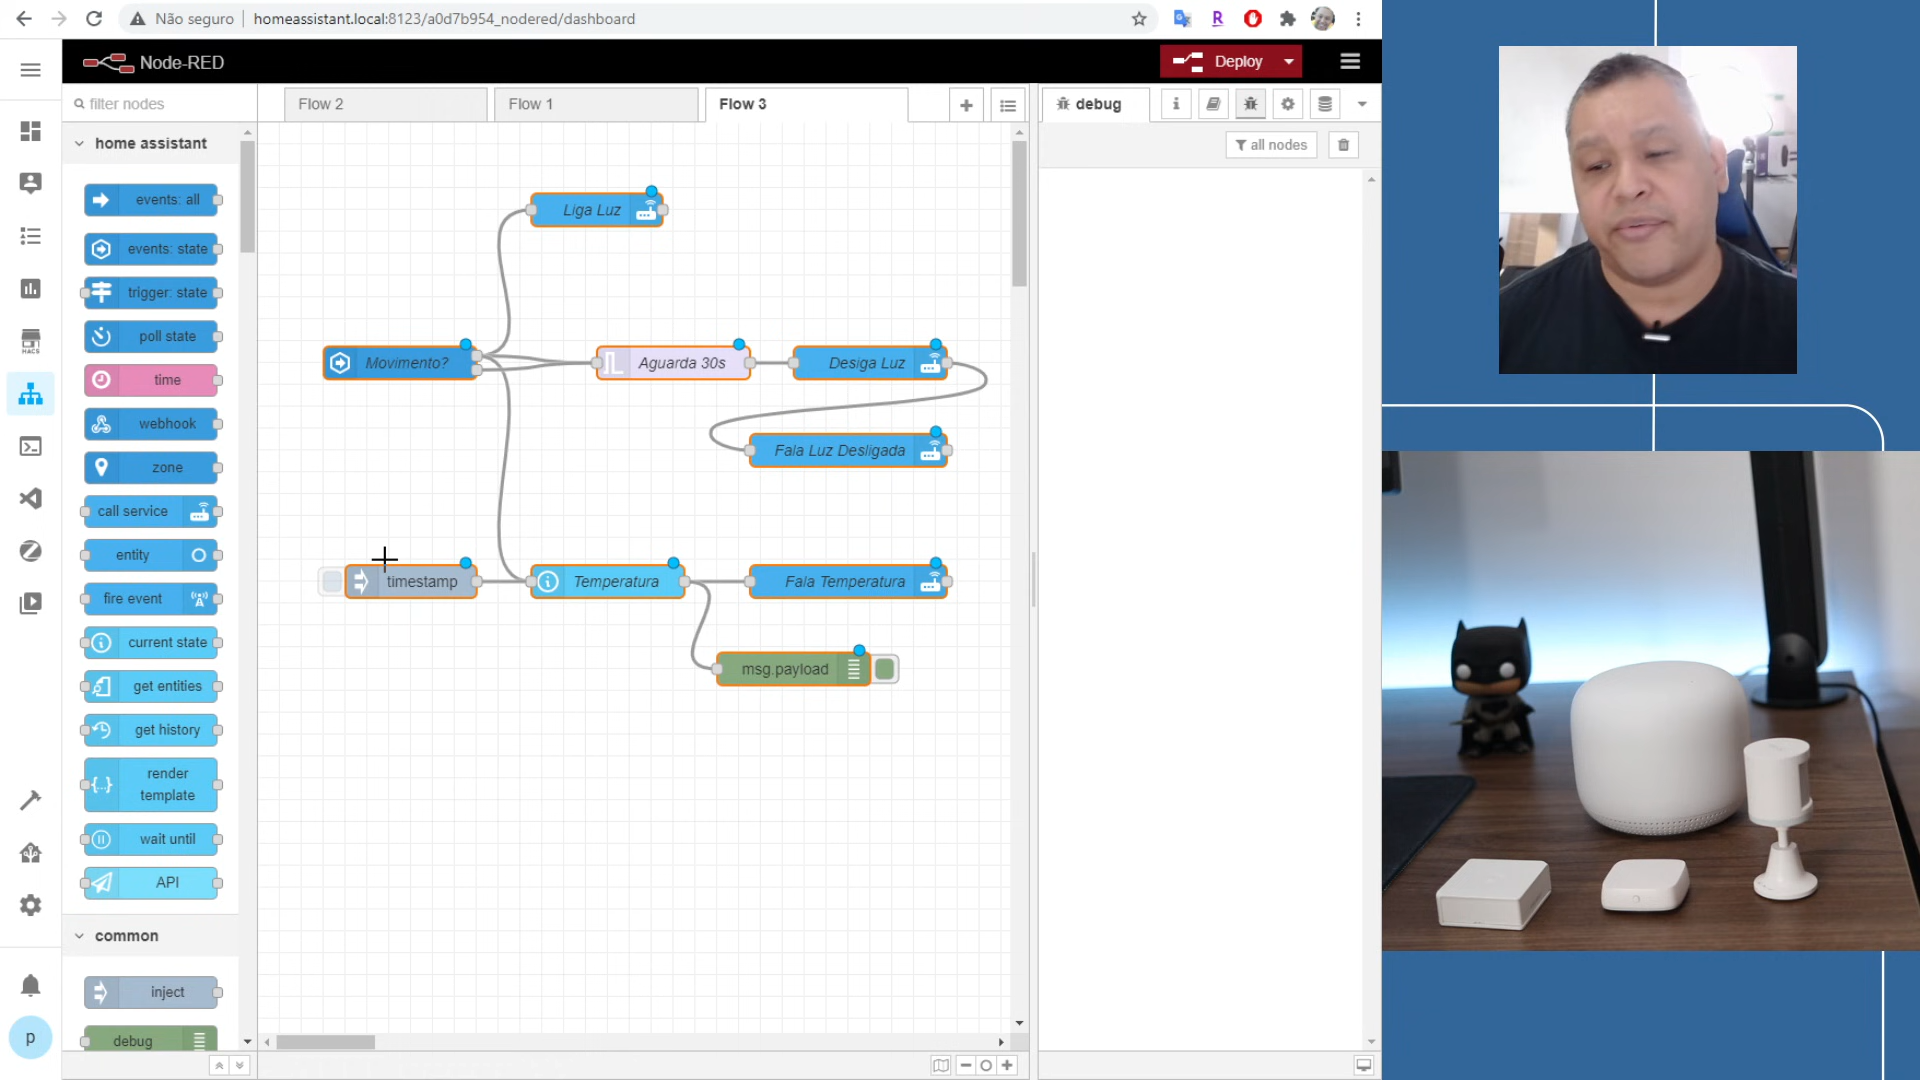 Não seguro
homeassistant.local:8123/a0d7b954_nodered/dashboard
R
Node-RED
Deploy
filter nodes
Flow 2
Flow 1
Flow 3
debug
i
all nodes
home assistant
events: all
events: state
trigger: state
poll state
time
webhook
zone
call service
entity
fire event
current state
get entities
get history
render
template
wait until
API
common
inject
debug
HACS
p
Liga Luz
Movimento?
Aguarda 30s
Desiga Luz
Fala Luz Desligada
timestamp
Temperatura
Fala Temperatura
msg.payload